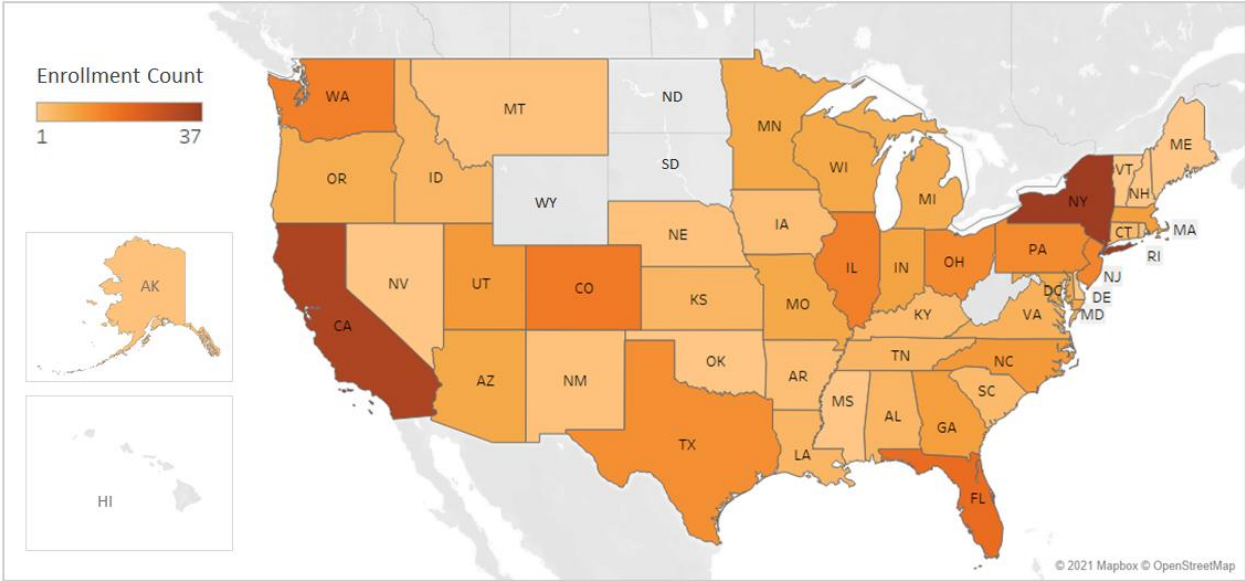 Enrollment Count
1 37
WA
MT
ND
MN
ME
OR
ID
SD
WI
VT
NH
WY
MI
NY
MA
CT
RI
NE
IA
PA
NJ
NV
UT
CO
IL
IN
OH
DC
DE
MD
CA
KS
MO
KY
VA
AZ
NM
OK
AR
TN
NC
MS
AL
GA
SC
TX
LA
FL
AK
HI
© 2021 Mapbox © OpenStreetMap